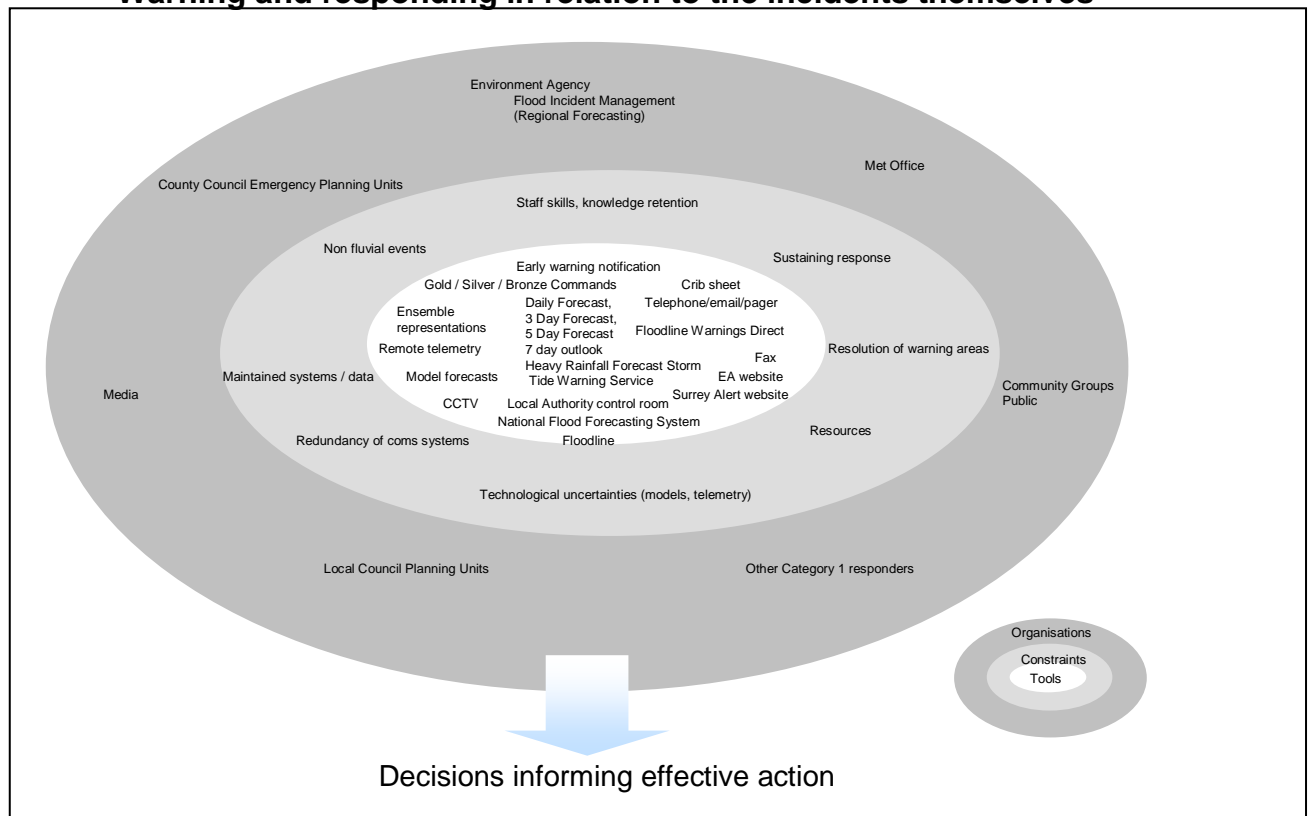 Warning and responding in relation to the incidents themselves
Environment Agency
Flood Incident Management
(Regional Forecasting)
Met Office
County Council Emergency Planning Units
Staff skills, knowledge retention
Non fluvial events
Sustaining response
Early warning notification
Gold / Silver / Bronze Commands
Crib sheet
Ensemble
representations
Daily Forecast,
3 Day Forecast,
5 Day Forecast
7 day outlook
Telephone/email/pager
Floodline Warnings Direct
Remote telemetry
Resolution of warning areas
Heavy Rainfall Forecast Storm
Tide Warning Service
Fax
Maintained systems / data
Model forecasts
EA website
Media
Community Groups
Public
CCTV
Local Authority control room
Surrey Alert website
National Flood Forecasting System
Floodline
Redundancy of coms systems
Resources
Technological uncertainties (models, telemetry)
Local Council Planning Units
Other Category 1 responders
Organisations
Constraints
Tools
Decisions informing effective action